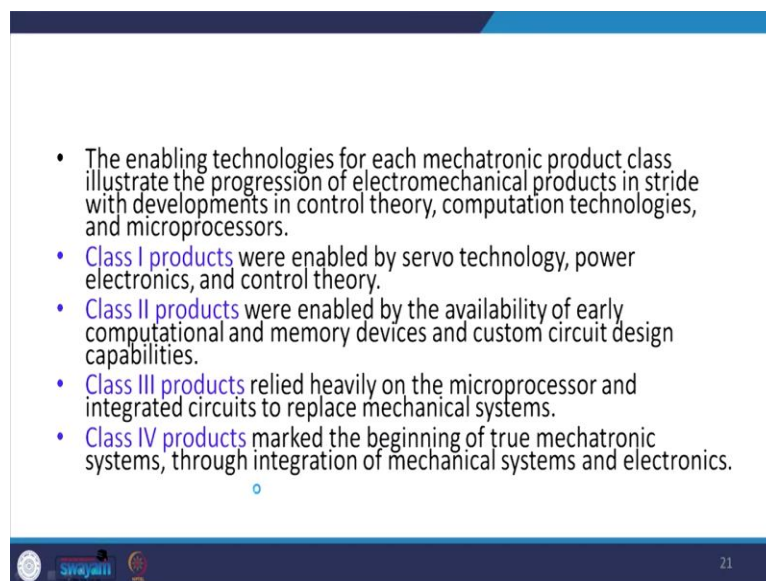 • The enabling technologies for each mechatronic product class
illustrate the progression of electromechanical products in stride
with developments in control theory, computation technologies,
and microprocessors.
• Class I products were enabled by servo technology, power
electronics, and control theory.
• Class II products were enabled by the availability of early
computational and memory devices and custom circuit design
capabilities.
• Class III products relied heavily on the microprocessor and
integrated circuits to replace mechanical systems.
• Class IV products marked the beginning of true mechatronic
systems, through integration of mechanical systems and electronics.
swayam
21